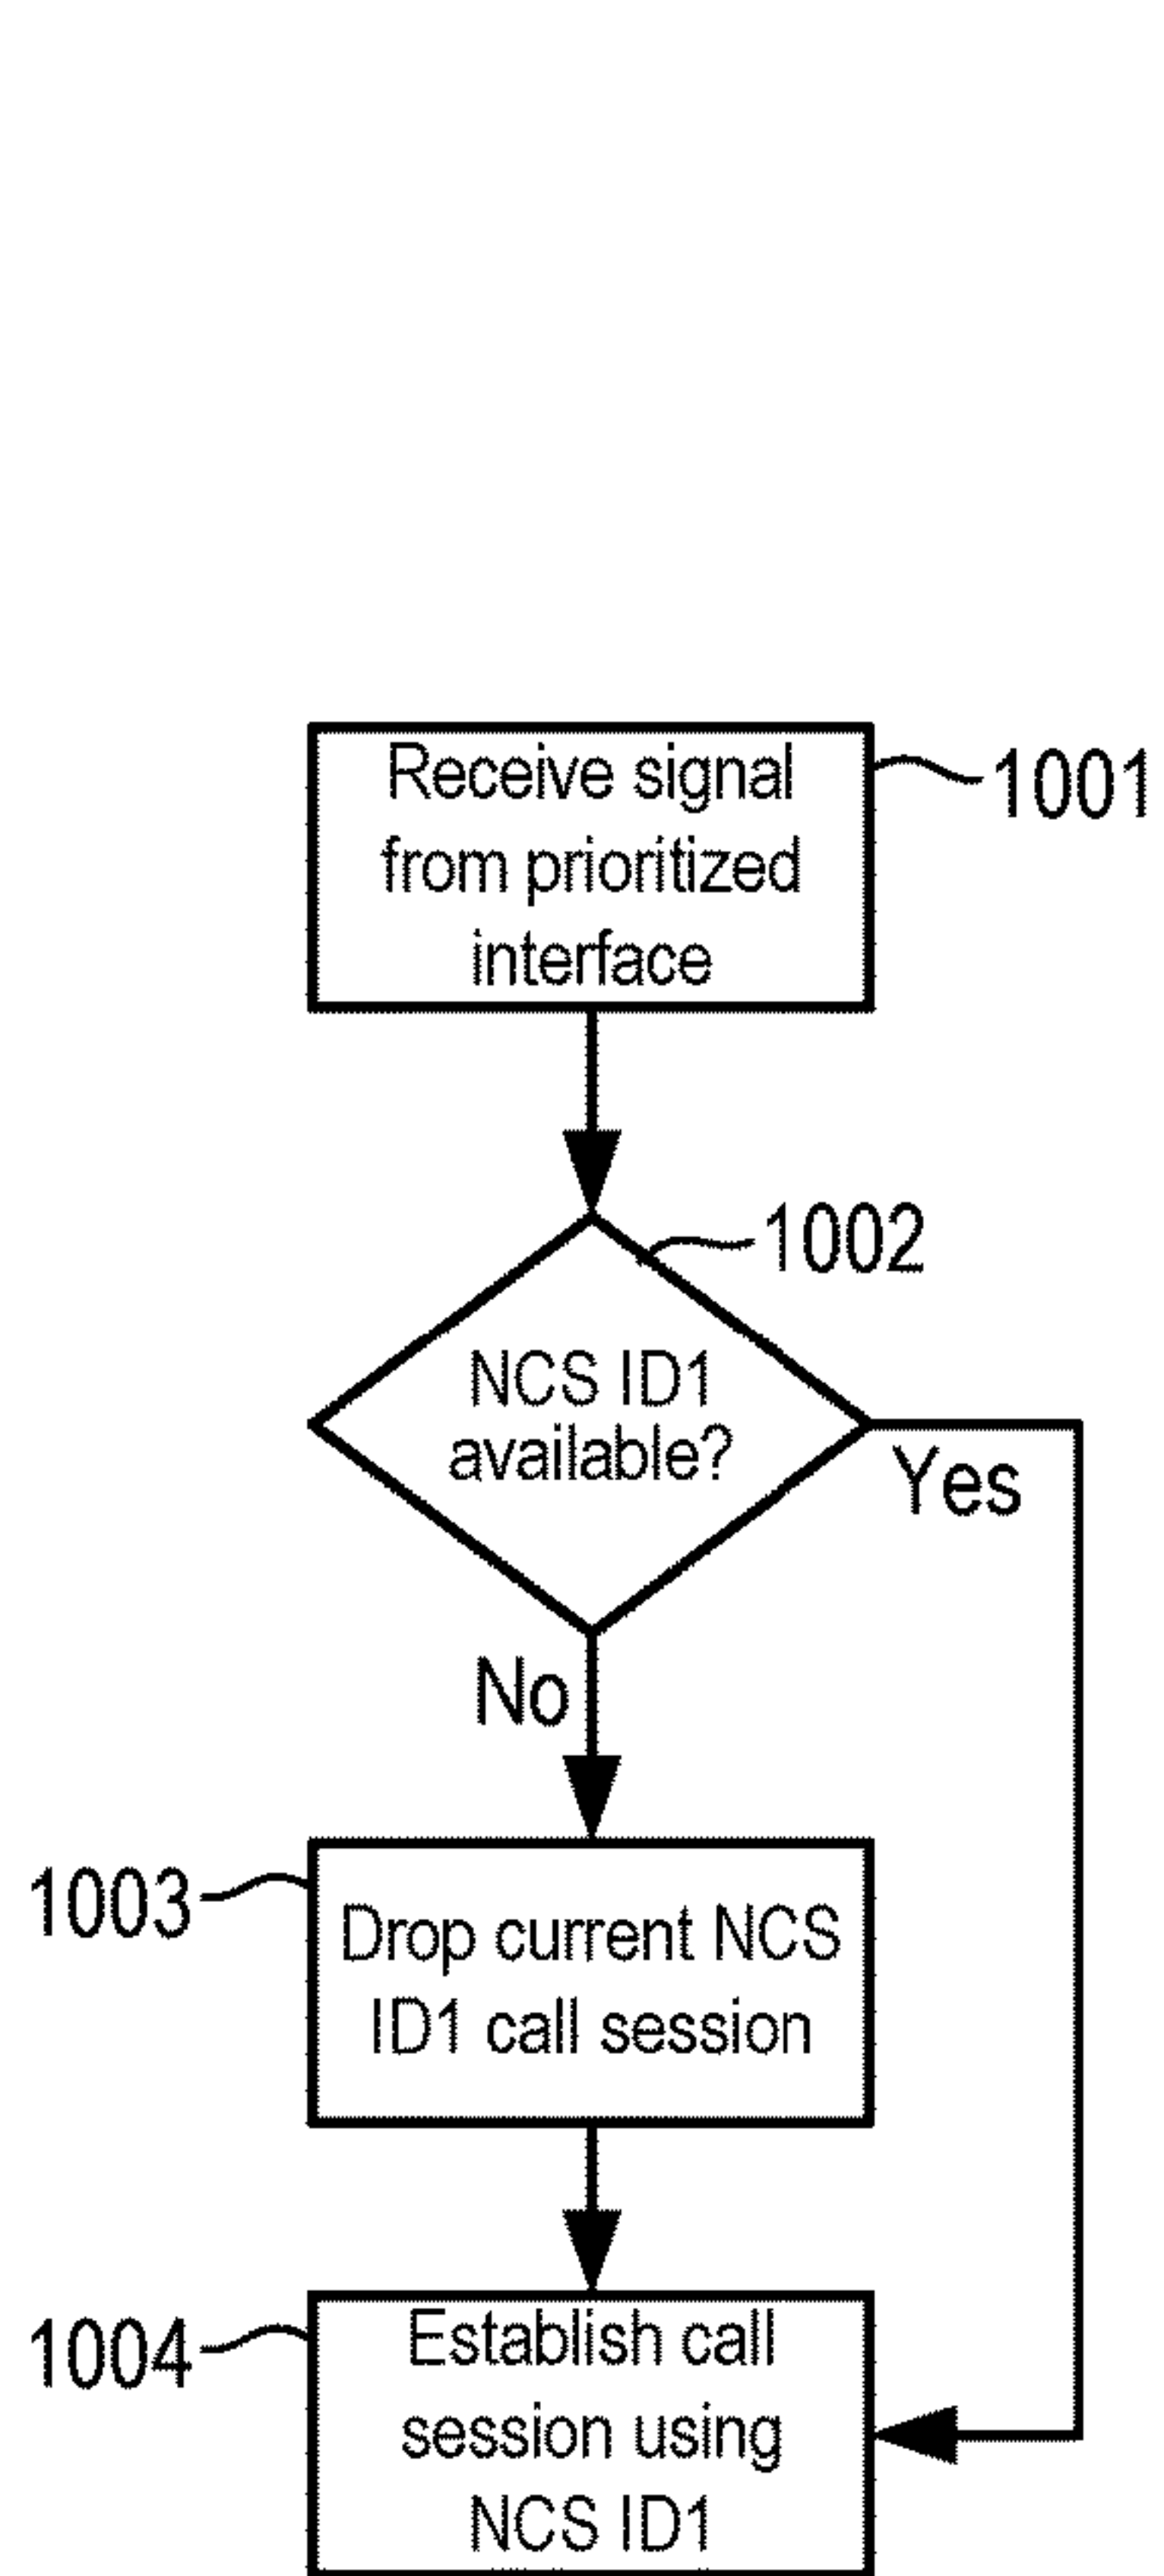 Receive signal
from prioritized
interface
1001
1002
NCS ID1
available?
Yes
No
1003
Drop current NCS
ID1 call session
1004
Establish call
session using
NCS ID1